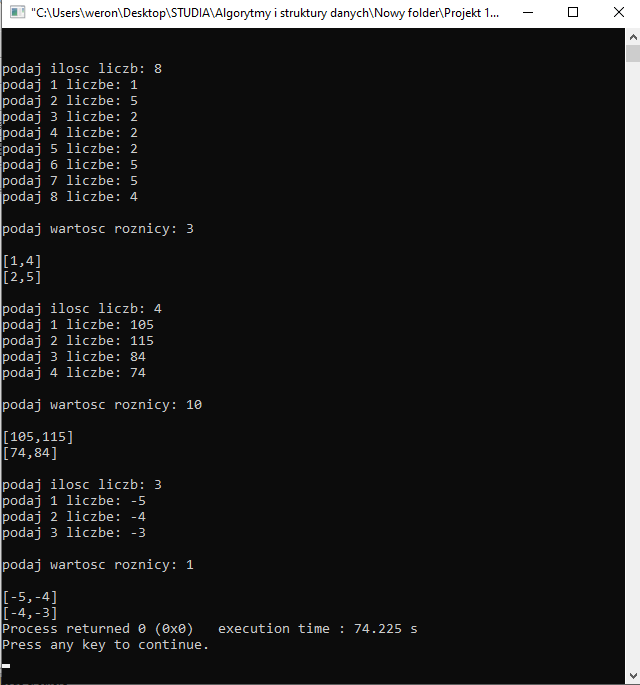 "C:\Users\weron\Desktop\STUDIA\Algorytmy i struktury danych\Nowy folder\Projekt 1...
podaj ilosc liczb: 8
podaj 1 liczbe: 1
podaj 2 liczbe: 5
podaj 3 liczbe: 2
podaj 4 liczbe: 2
podaj 5 liczbe: 2
podaj 6 liczbe: 5
podaj 7 liczbe: 5
podaj 8 liczbe: 4
podaj wartosc roznicy: 3
[1,4]
[2,5]
podaj ilosc liczb: 4
podaj 1 liczbe: 105
podaj 2 liczbe: 115
podaj 3 liczbe: 84
podaj 4 liczbe: 74
podaj wartosc roznicy: 10
[105,115]
[74,84]
podaj ilosc liczb: 3
podaj 1 liczbe: -5
podaj 2 liczbe: -4
podaj 3 liczbe: -3
podaj wartosc roznicy: 1
[-5,-4]
[-4,-3]
Process returned 0 (0x0)   execution time : 74.225 s
Press any key to continue.